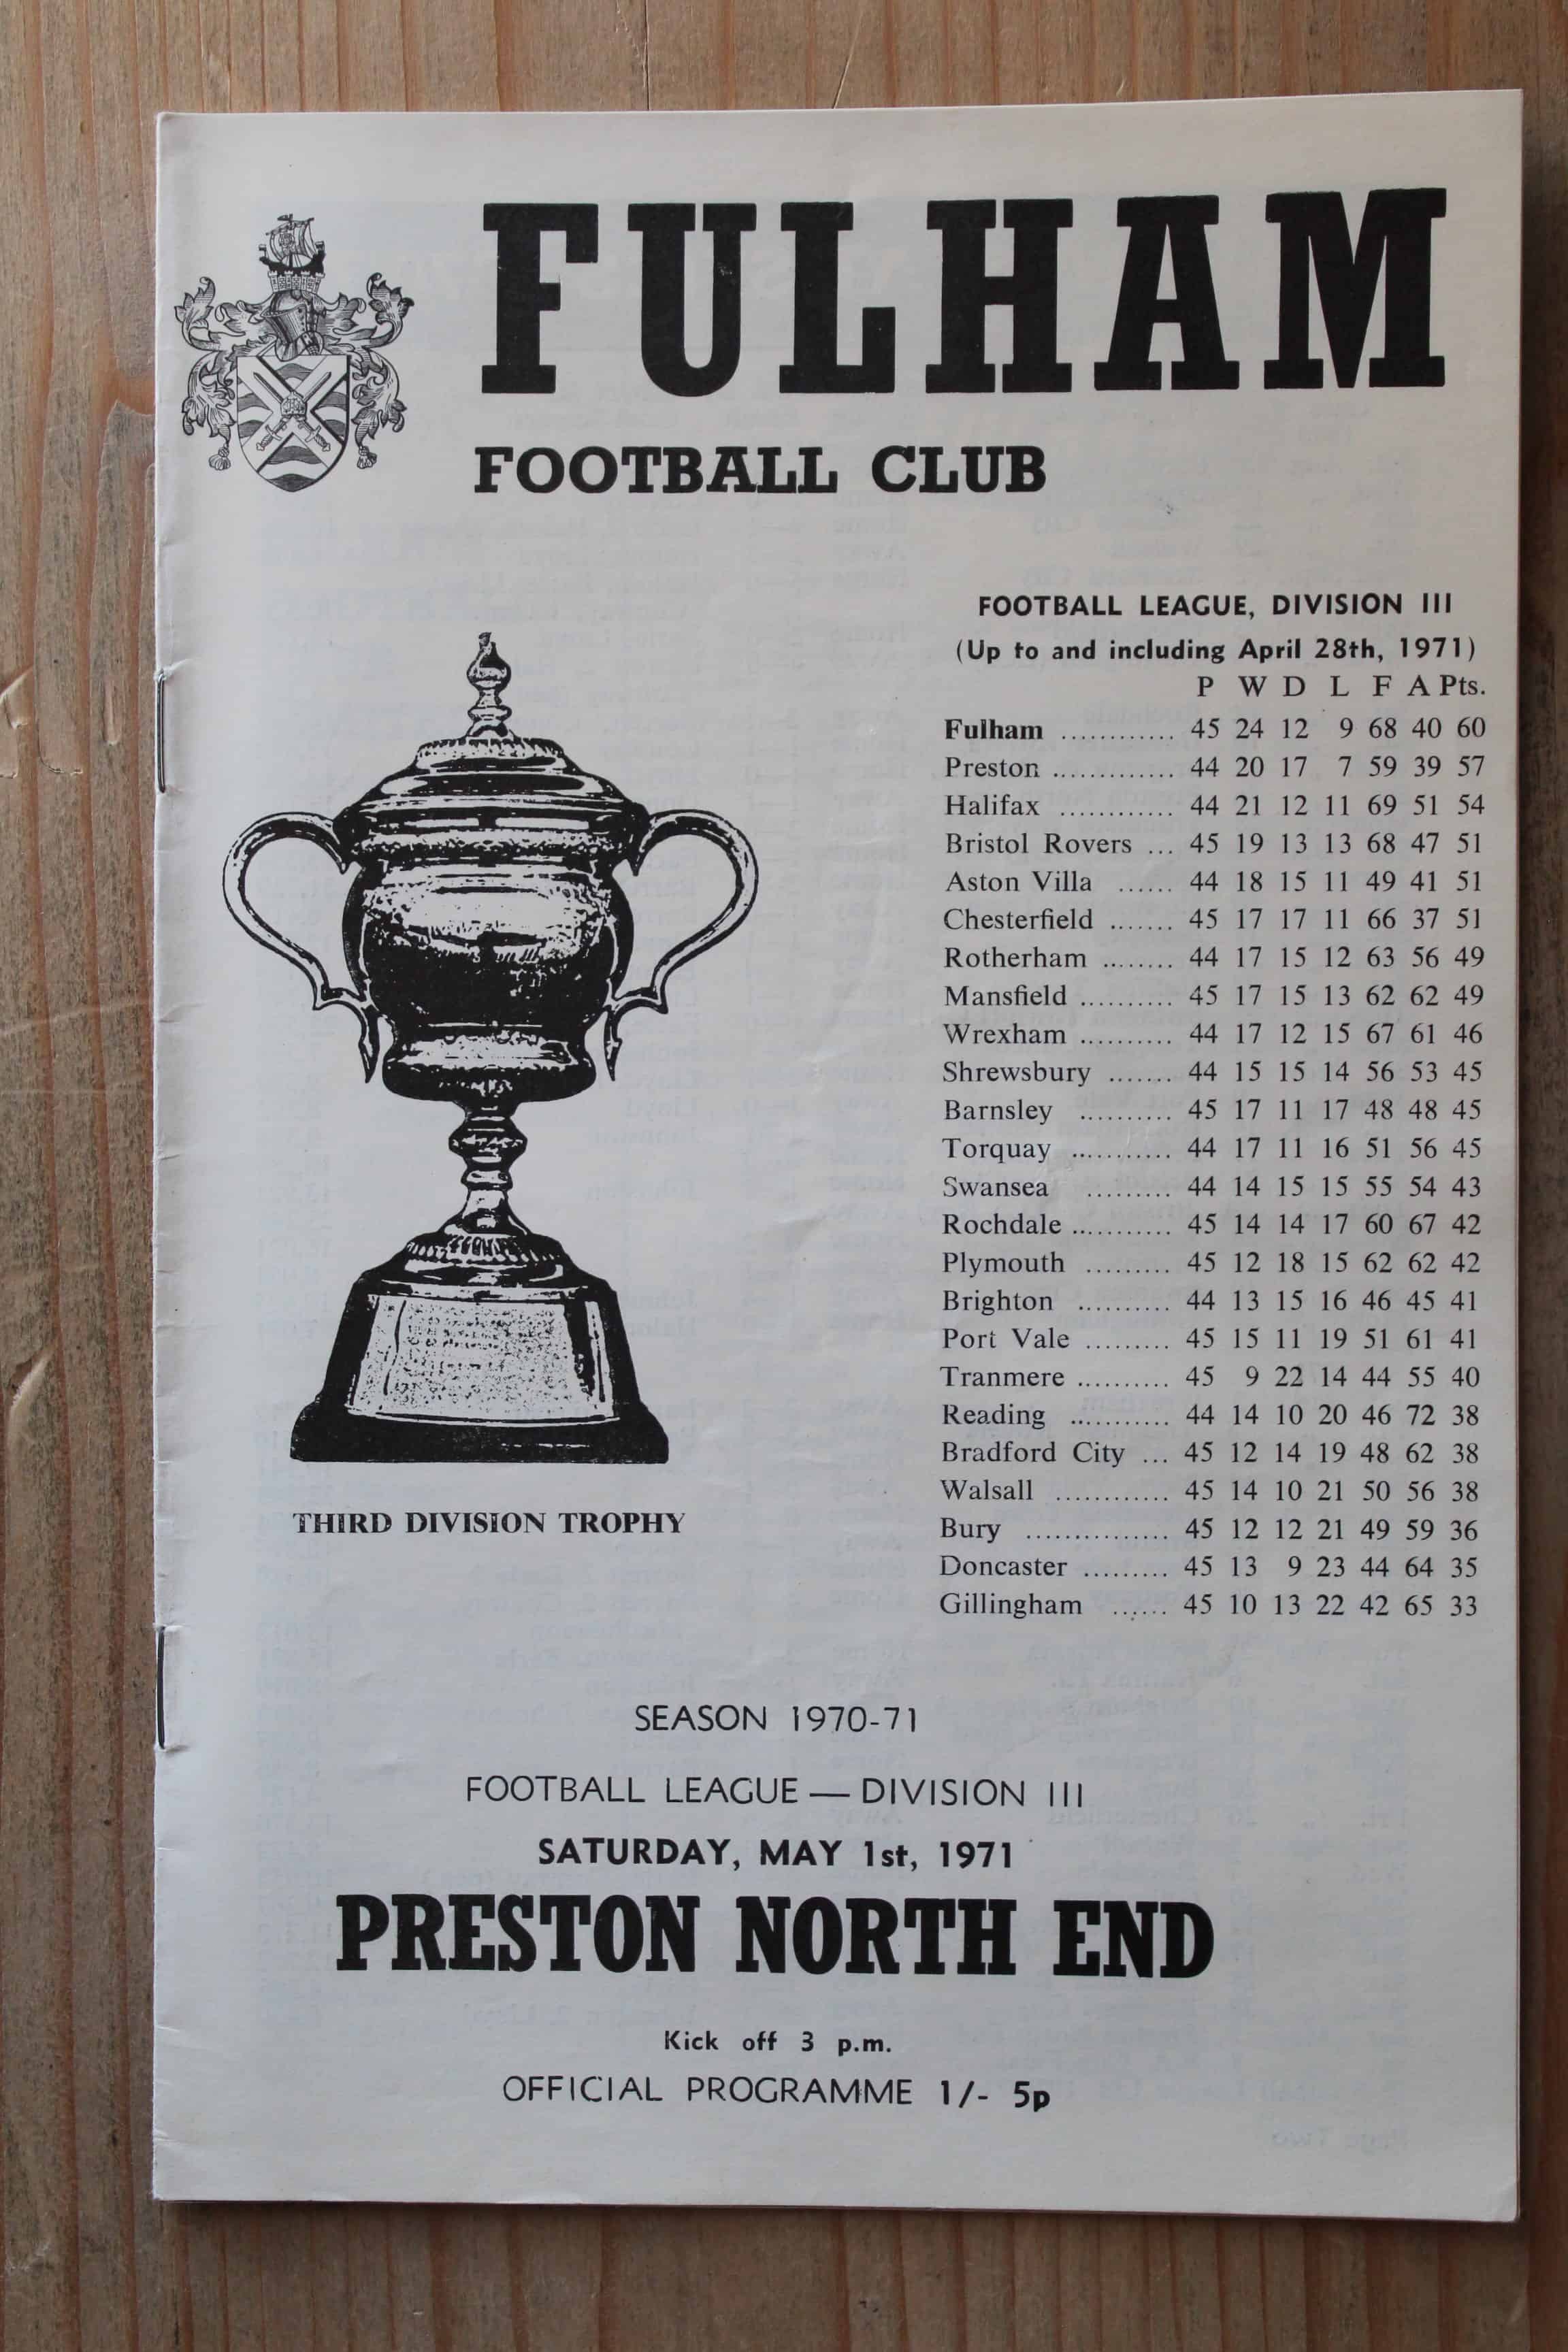 FULHAM
FOOTBALL CLUB
FOOTBALL LEAGUE, DIVISION III
(Up to and including April 28th, 1971)
P W D L F A Pts.
Fulham ............ 45 24 12 9 68 40 60
Preston ............. 44 20 17 7 59 39 57
Halifax ............ 44 21 12 11 69 51 54
Bristol Rovers ... 45 19 13 13 68 47 51
Aston Villa ...... 44 18 15 11 49 41 51
Chesterfield ....... 45 17 17 11 66 37 51
Rotherham ........ 44 17 15 12 63 56 49
Mansfield .......... 45 17 15 13 62 62 49
Wrexham .......... 44 17 12 15 67 61 46
Shrewsbury ....... 44 15 15 14 56 53 45
Barnsley .......... 45 17 11 17 48 48 45
Torquay ........... 44 17 11 16 51 56 45
Swansea ......... 44 14 15 15 55 54 43
Rochdale ........... 45 14 14 17 60 67 42
Plymouth ......... 45 12 18 15 62 62 42
Brighton .......... 44 13 15 16 46 45 41
Port Vale ......... 45 15 11 19 51 61 41
Tranmere .......... 45 9 22 14 44 55 40
Reading ........... 44 14 10 20 46 72 38
Bradford City ... 45 12 14 19 48 62 38
Walsall ............ 45 14 10 21 50 56 38
Bury ............... 45 12 12 21 49 59 36
Doncaster ......... 45 13 9 23 44 64 35
Gillingham ...... 45 10 13 22 42 65 33
THIRD DIVISION TROPHY
SEASON 1970-71
FOOTBALL LEAGUE — DIVISION III
SATURDAY, MAY 1st, 1971
PRESTON NORTH END
Kick off 3 p.m.
OFFICIAL PROGRAMME 1/- 5p